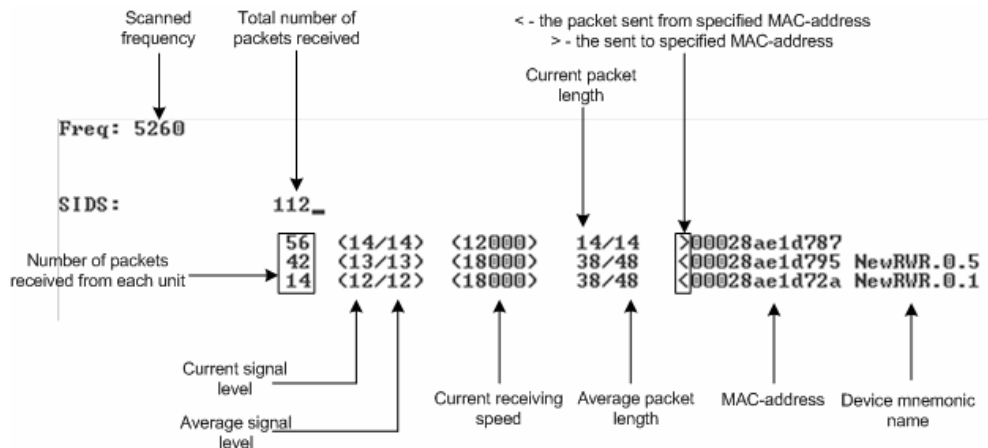 Scanned
frequency
Total number of
packets received
< - the packet sent from specified MAC-address
> - the sent to specified MAC-address
Current packet
length
Freq: 5260
SIDS: 112_
Number of packets
received from each unit
56 (14/14) (12000) 14/14 >00028ae1d787
42 (13/13) (18000) 38/48 <00028ae1d795 NewRWR.0.5
14 (12/12) (18000) 38/48 <00028ae1d72a NewRWR.0.1
Current signal
level
Average signal
level
Current receiving
speed
Average packet
length
MAC-address
Device mnemonic
name